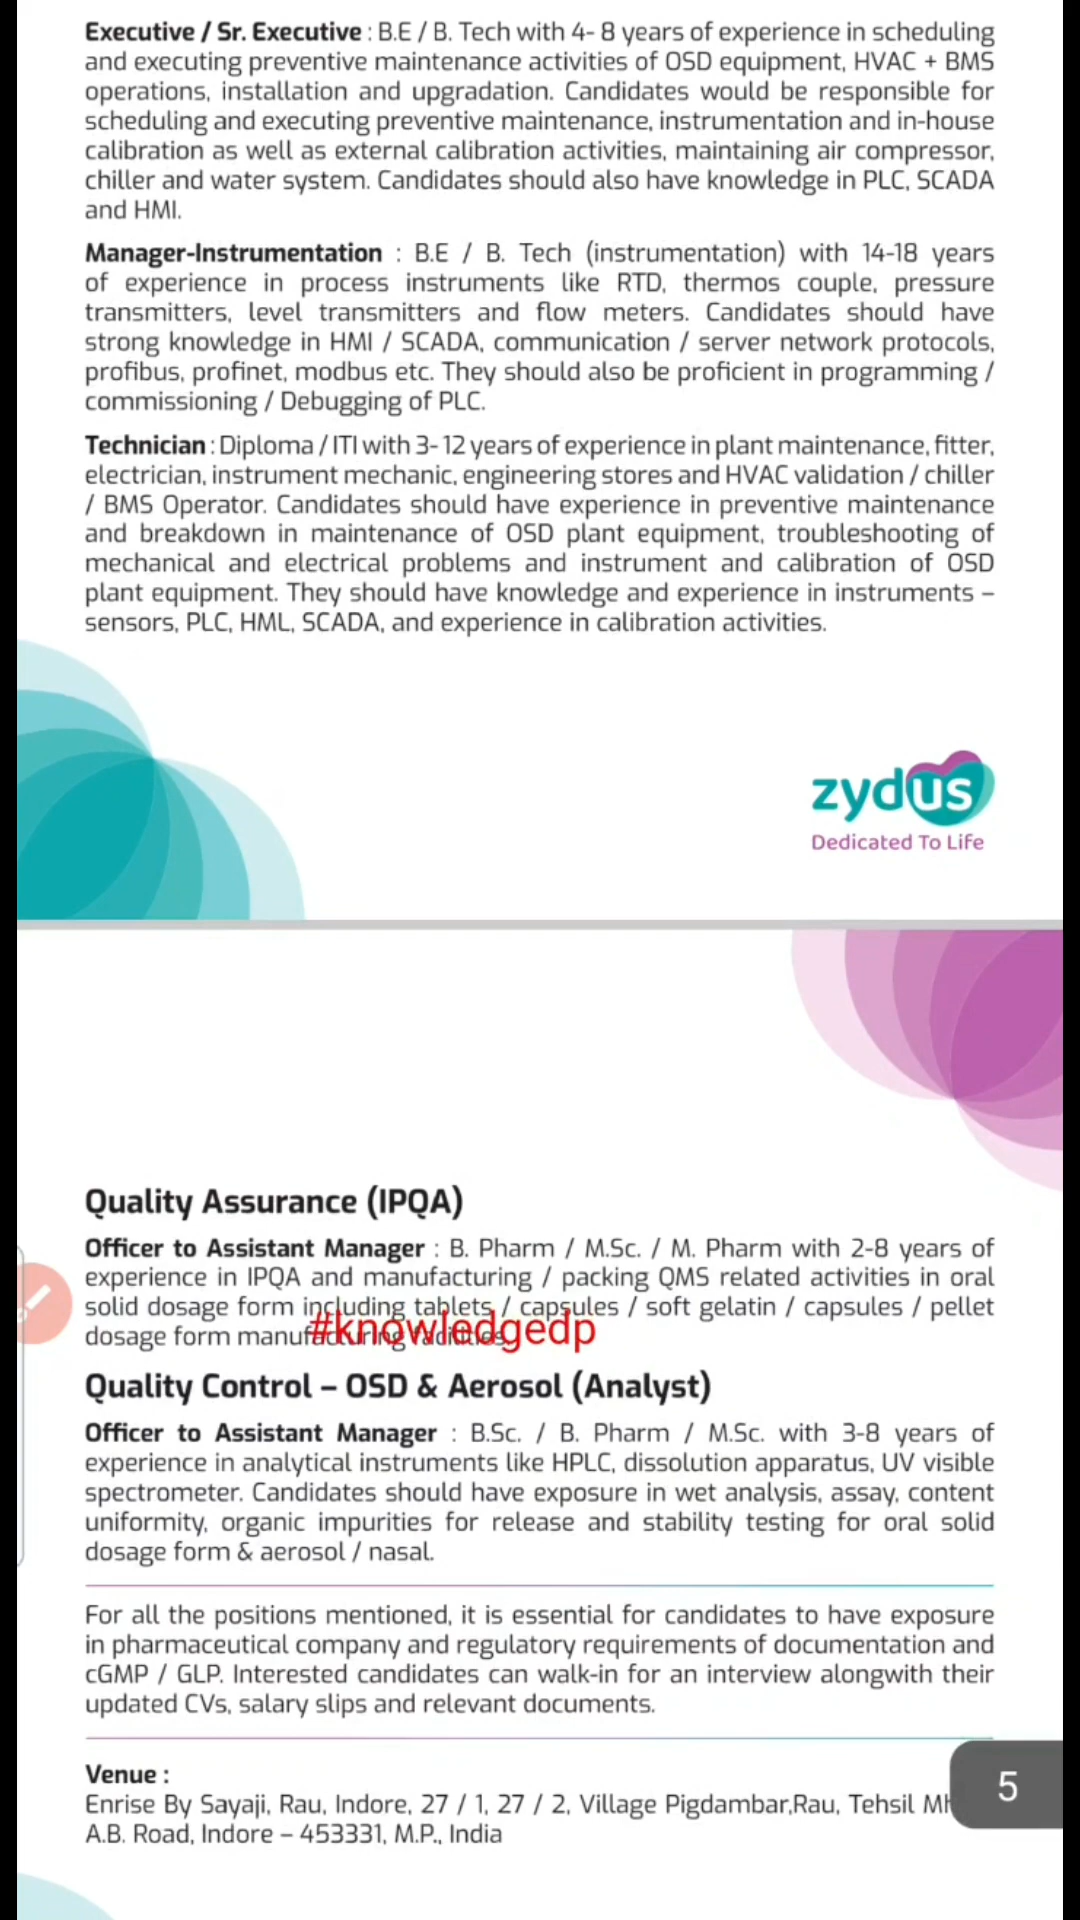 Executive / Sr. Executive : B.E / B. Tech with 4- 8 years of experience in scheduling
and executing preventive maintenance activities of OSD equipment, HVAC + BMS
operations, installation and upgradation. Candidates would be responsible for
scheduling and executing preventive maintenance, instrumentation and in-house
calibration as well as external calibration activities, maintaining air compressor,
chiller and water system. Candidates should also have knowledge in PLC, SCADA
and HMI.
Manager-Instrumentation : B.E / B. Tech (instrumentation) with 14-18 years
of experience in process instruments like RTD, thermos couple, pressure
transmitters, level transmitters and flow meters. Candidates should have
strong knowledge in HMI / SCADA, communication / server network protocols,
profibus, profinet, modbus etc. They should also be proficient in programming /
commissioning / Debugging of PLC.
Technician : Diploma / ITI with 3- 12 years of experience in plant maintenance, fitter,
electrician, instrument mechanic, engineering stores and HVAC validation / chiller
/ BMS Operator. Candidates should have experience in preventive maintenance
and breakdown in maintenance of OSD plant equipment, troubleshooting of
mechanical and electrical problems and instrument and calibration of OSD
plant equipment. They should have knowledge and experience in instruments –
sensors, PLC, HML, SCADA, and experience in calibration activities.
zydus
Dedicated To Life
Quality Assurance (IPQA)
Officer to Assistant Manager : B. Pharm / M.Sc. / M. Pharm with 2-8 years of
experience in IPQA and manufacturing / packing QMS related activities in oral
solid dosage form including tablets / capsules / soft gelatin / capsules / pellet
dosage form manufacturing facilities.
#knowledgedp
Quality Control – OSD & Aerosol (Analyst)
Officer to Assistant Manager : B.Sc. / B. Pharm / M.Sc. with 3-8 years of
experience in analytical instruments like HPLC, dissolution apparatus, UV visible
spectrometer. Candidates should have exposure in wet analysis, assay, content
uniformity, organic impurities for release and stability testing for oral solid
dosage form & aerosol / nasal.
For all the positions mentioned, it is essential for candidates to have exposure
in pharmaceutical company and regulatory requirements of documentation and
cGMP / GLP. Interested candidates can walk-in for an interview alongwith their
updated CVs, salary slips and relevant documents.
Venue :
Enrise By Sayaji, Rau, Indore, 27 / 1, 27 / 2, Village Pigdambar,Rau, Tehsil
5
A.B. Road, Indore – 453331, M.P., India